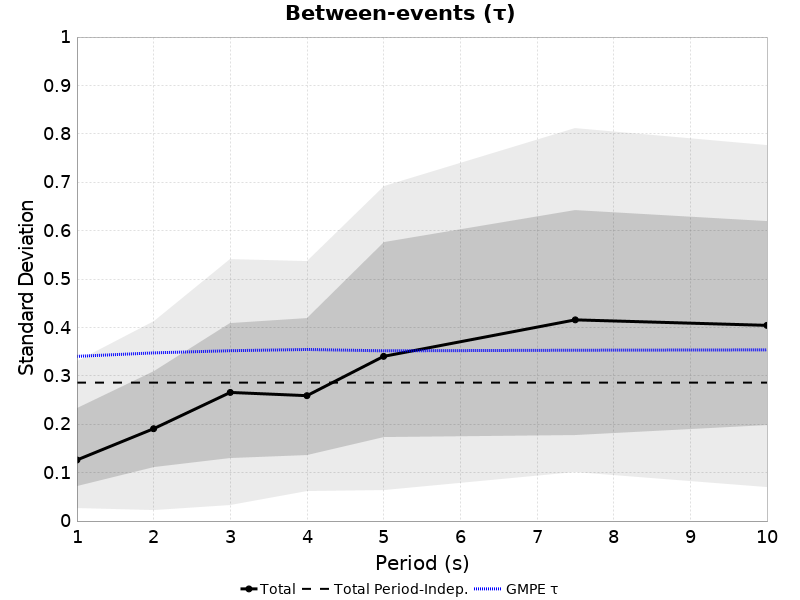 Between-events (τ)
Standard Deviation
1
0.9
0.8
0.7
0.6
0.5
0.4
0.3
0.2
0.1
0
1 2 3 4 5 6 7 8 9 10
Period (s)
Total Total Period-Indep. GMPE τ